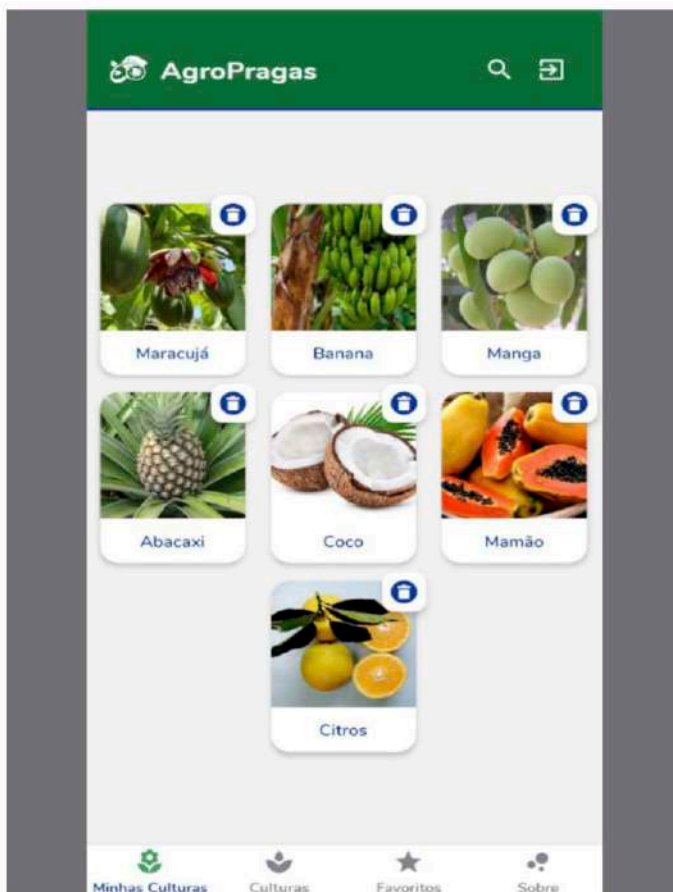 AgroPragas
Maracujá Banana Manga
Abacaxi Coco Mamão
Citros
Minhas Culturas Culturas Favoritos Sobre